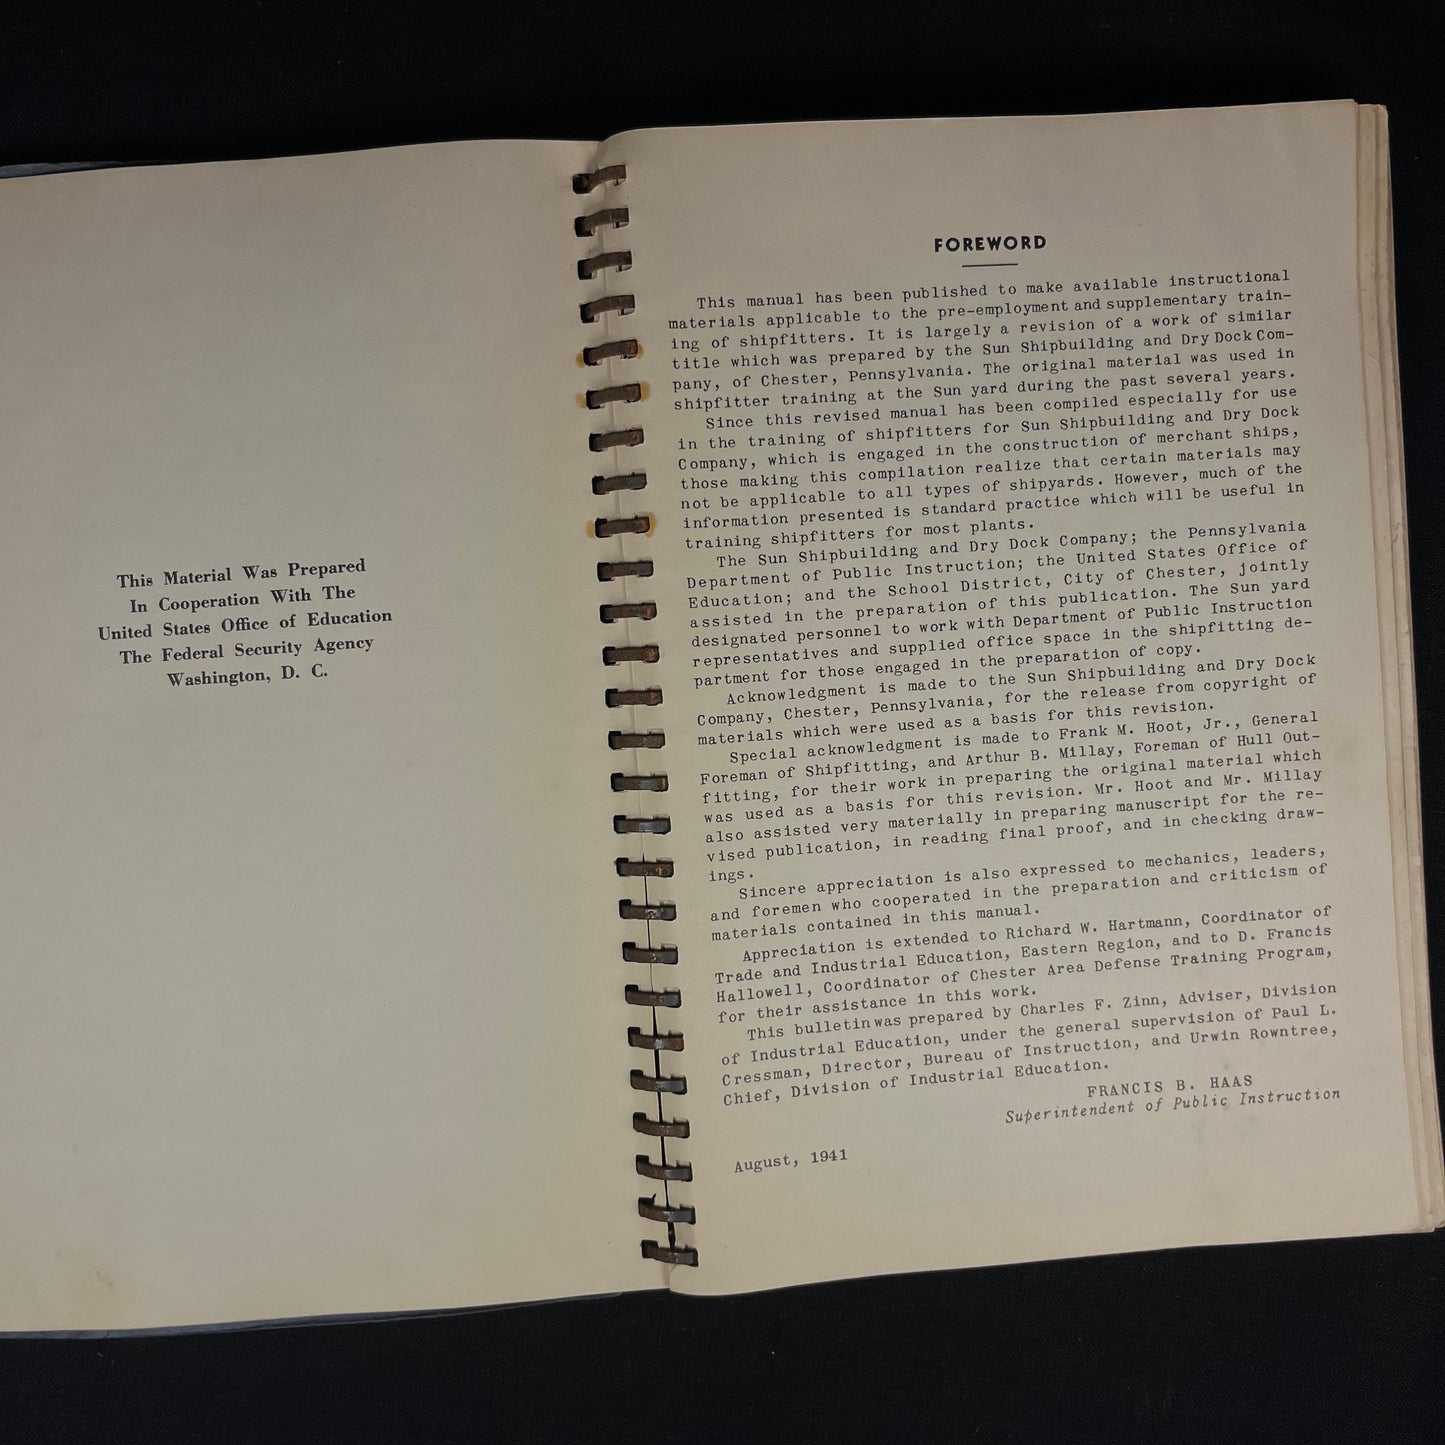 This Material Was Prepared
In Cooperation With The
United States Office of Education
The Federal Security Agency
Washington, D. C.
FOREWORD
This manual has been published to make available instructional
materials applicable to the pre-employment and supplementary train-
ing of shipfitters. It is largely a revision of a work of similar
title which was prepared by the Sun Shipbuilding and Dry Dock Com-
pany, of Chester, Pennsylvania. The original material was used in
shipfitter training at the Sun yard during the past several years.
Since this revised manual has been compiled especially for use
in the training of shipfitters for Sun Shipbuilding and Dry Dock
Company, which is engaged in the construction of merchant ships,
those making this compilation realize that certain materials may
not be applicable to all types of shipyards. However, much of the
information presented is standard practice which will be useful in
training shipfitters for most plants.
The Sun Shipbuilding and Dry Dock Company; the Pennsylvania
Department of Public Instruction; the United States Office of
Education; and the School District, City of Chester, jointly
assisted in the preparation of this publication. The Sun yard
designated personnel to work with Department of Public Instruction
representatives and supplied office space in the shipfitting de-
partment for those engaged in the preparation of copy.
Acknowledgment is made to the Sun Shipbuilding and Dry Dock
Company, Chester, Pennsylvania, for the release from copyright of
materials which were used as a basis for this revision.
Special acknowledgment is made to Frank M. Hoot, Jr., General
Foreman of Shipfitting, and Arthur B. Millay, Foreman of Hull Out-
fitting, for their work in preparing the original material which
was used as a basis for this revision. Mr. Hoot and Mr. Millay
also assisted very materially in preparing manuscript for the re-
vised publication, in reading final proof, and in checking draw-
ings.
Sincere appreciation is also expressed to mechanics, leaders,
and foremen who cooperated in the preparation and criticism of
materials contained in this manual.
Appreciation is extended to Richard W. Hartmann, Coordinator of
Trade and Industrial Education, Eastern Region, and to D. Francis
Hallowell, Coordinator of Chester Area Defense Training Program,
for their assistance in this work.
This bulletin was prepared by Charles F. Zinn, Adviser, Division
of Industrial Education, under the general supervision of Paul L.
Cressman, Director, Bureau of Instruction, and Urwin Rowntree,
Chief, Division of Industrial Education.
FRANCIS B. HAAS
Superintendent of Public Instruction
August, 1941